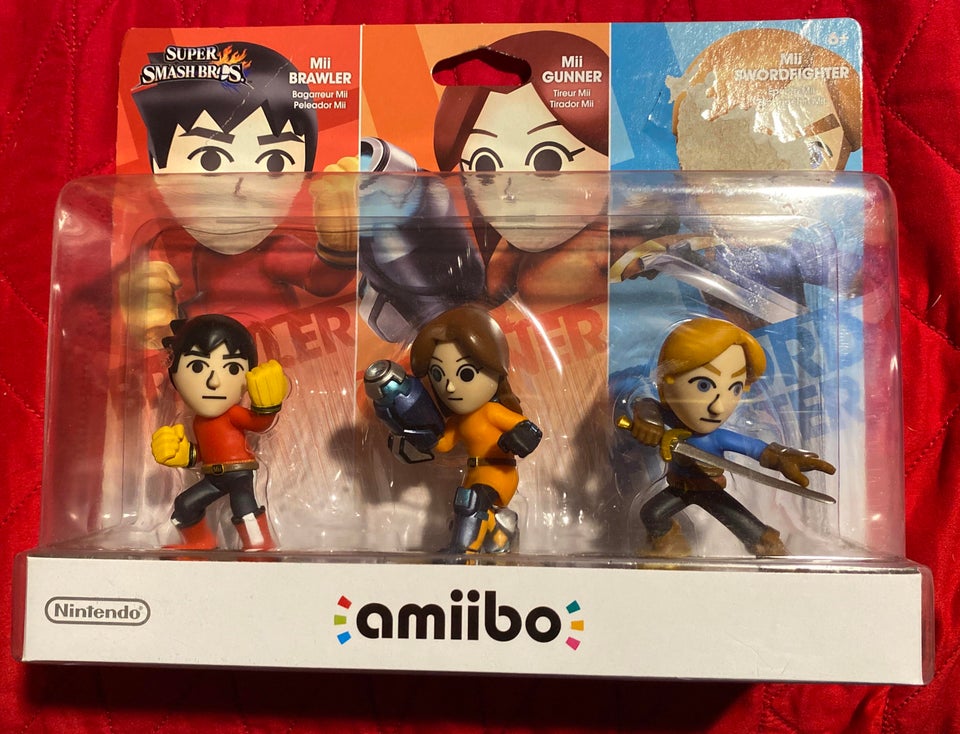 SUPER
SMASH BROS.
Mii
BRAWLER
Bagarreur Mii
Peleador Mii
Mii
GUNNER
Tireur Mii
Tirador Mii
6+
Mii
SWORDFIGHTER
Nintendo®
amiibo